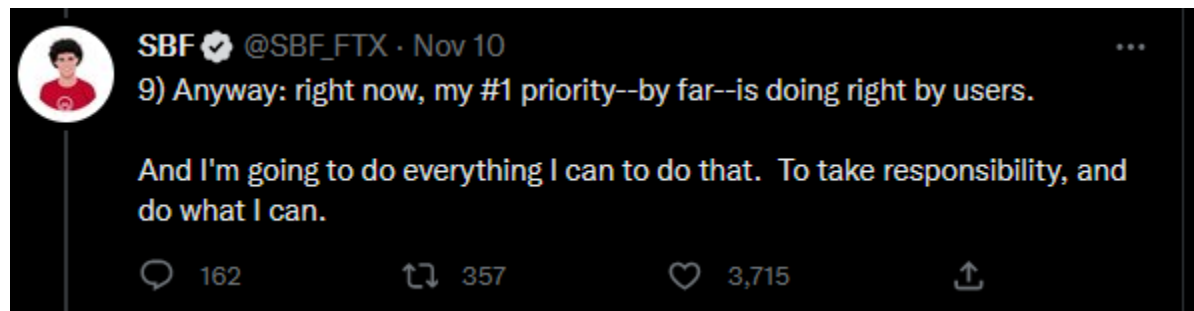 SBF @SBF_FTX · Nov 10
9) Anyway: right now, my #1 priority--by far--is doing right by users.
And I'm going to do everything I can to do that.  To take responsibility, and
do what I can.
162 357 3,715